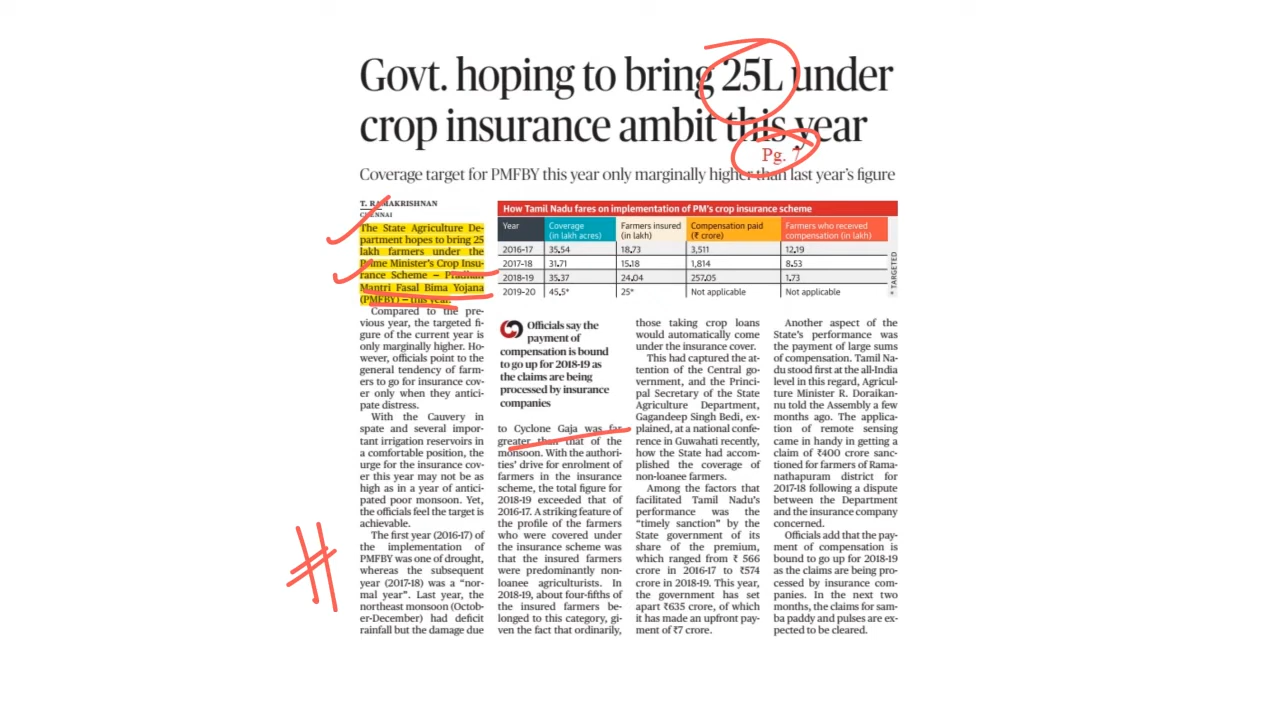 Govt. hoping to bring 25L under
crop insurance ambit this year
Pg. 7
Coverage target for PMFBY this year only marginally higher than last year's figure
T. RAMAKRISHNAN
CHENNAI
The State Agriculture De-
partment hopes to bring 25
lakh farmers under the
Prime Minister's Crop Insu-
rance Scheme – Pradhan
Mantri Fasal Bima Yojana
(PMFBY) – this year.
Compared to the pre-
vious year, the targeted fi-
gure of the current year is
only marginally higher. Ho-
wever, officials point to the
general tendency of farm-
ers to go for insurance cov-
er only when they antici-
pate distress.
With the Cauvery in
spate and several impor-
tant irrigation reservoirs in
a comfortable position, the
urge for the insurance cov-
er this year may not be as
high as in a year of antici-
pated poor monsoon. Yet,
the officials feel the target is
achievable.
The first year (2016-17) of
the implementation of
PMFBY was one of drought,
whereas the subsequent
year (2017-18) was a “nor-
mal year”. Last year, the
northeast monsoon (Octob-
er-December) had deficit
rainfall but the damage due
How Tamil Nadu fares on implementation of PM's crop insurance scheme
Year Coverage (in lakh acres) Farmers insured (in lakh) Compensation paid (₹ crore) Farmers who received compensation (in lakh)
2016-17 35.54 18.73 3,511 12.19
2017-18 31.71 15.18 1,814 8.53
2018-19 35.37 24.04 257.05 1.73
2019-20 45.5* 25* Not applicable Not applicable
* TARGETED
Officials say the
payment of
compensation is bound
to go up for 2018-19 as
the claims are being
processed by insurance
companies
to Cyclone Gaja was far
greater than that of the
monsoon. With the authori-
ties' drive for enrolment of
farmers in the insurance
scheme, the total figure for
2018-19 exceeded that of
2016-17. A striking feature of
the profile of the farmers
who were covered under
the insurance scheme was
that the insured farmers
were predominantly non-
loanee agriculturists. In
2018-19, about four-fifths of
the insured farmers be-
longed to this category, gi-
ven the fact that ordinarily,
those taking crop loans
would automatically come
under the insurance cover.
This had captured the at-
tention of the Central go-
vernment, and the Princi-
pal Secretary of the State
Agriculture Department,
Gagandeep Singh Bedi, ex-
plained, at a national confe-
rence in Guwahati recently,
how the State had accom-
plished the coverage of
non-loanee farmers.
Among the factors that
facilitated Tamil Nadu's
performance was the
“timely sanction” by the
State government of its
share of the premium,
which ranged from ₹ 566
crore in 2016-17 to ₹574
crore in 2018-19. This year,
the government has set
apart ₹635 crore, of which
it has made an upfront pay-
ment of ₹7 crore.
Another aspect of the
State's performance was
the payment of large sums
of compensation. Tamil Na-
du stood first at the all-India
level in this regard, Agricul-
ture Minister R. Doraikan-
nu told the Assembly a few
months ago. The applica-
tion of remote sensing
came in handy in getting a
claim of ₹400 crore sanc-
tioned for farmers of Rama-
nathapuram district for
2017-18 following a dispute
between the Department
and the insurance company
concerned.
Officials add that the pay-
ment of compensation is
bound to go up for 2018-19
as the claims are being pro-
cessed by insurance com-
panies. In the next two
months, the claims for sam-
ba paddy and pulses are ex-
pected to be cleared.